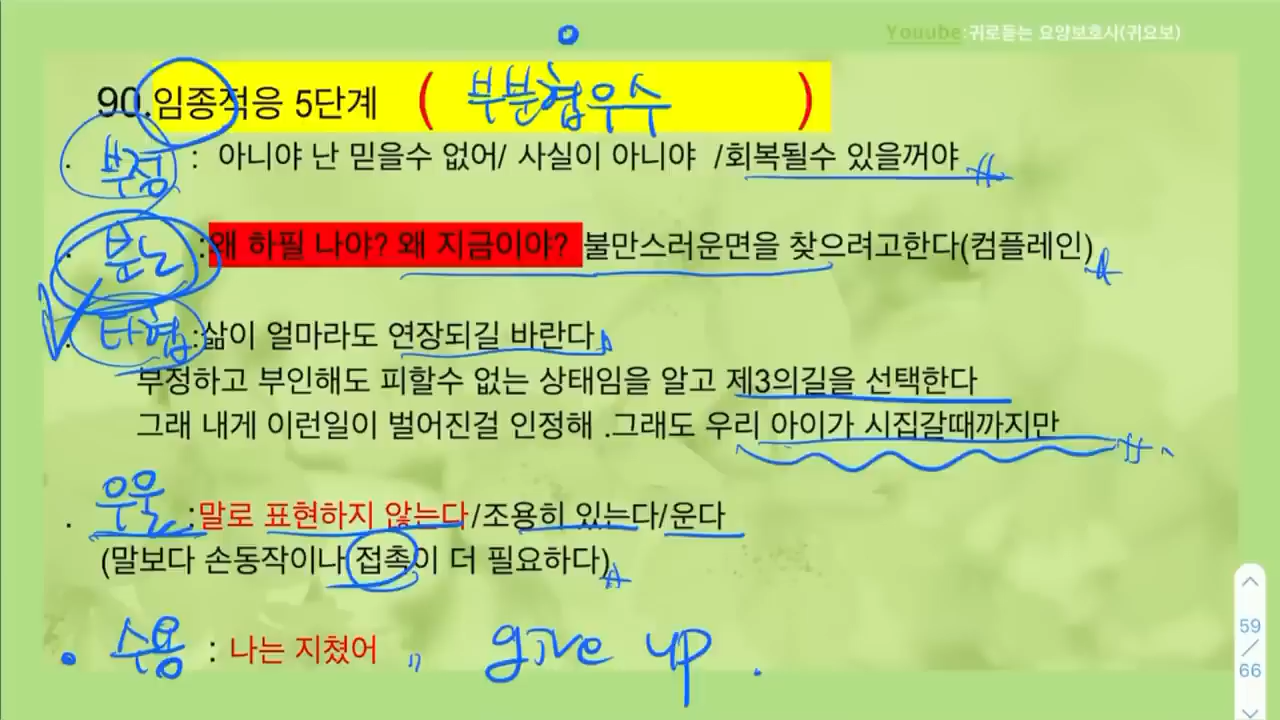 Youube:귀로듣는 요양보호사(귀요보)
90.임종적응 5단계 ( 부분협우수 )
. 부정 : 아니야 난 믿을수 없어/ 사실이 아니야 /회복될수 있을꺼야
. 분노 :왜 하필 나야? 왜 지금이야? 불만스러운면을 찾으려고한다(컴플레인)
. 타협 :삶이 얼마라도 연장되길 바란다
부정하고 부인해도 피할수 없는 상태임을 알고 제3의길을 선택한다
그래 내게 이런일이 벌어진걸 인정해 .그래도 우리 아이가 시집갈때까지만
. 우울 :말로 표현하지 않는다/조용히 있는다/운다
(말보다 손동작이나 접촉이 더 필요하다)
. 수용 : 나는 지쳤어 " give up .
59
/
66